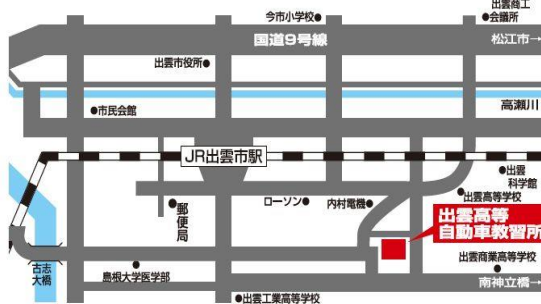 出雲商工
会議所
今市小学校
国道9号線
松江市→
出雲市役所
市民会館
高瀬川
JR出雲市駅
出雲
科学館
出雲高等学校
ローソン
内村電機
郵便局
出雲高等
自動車教習所
古志
大橋
島根大学医学部
出雲商業高等学校
南神立橋→
出雲工業高等学校